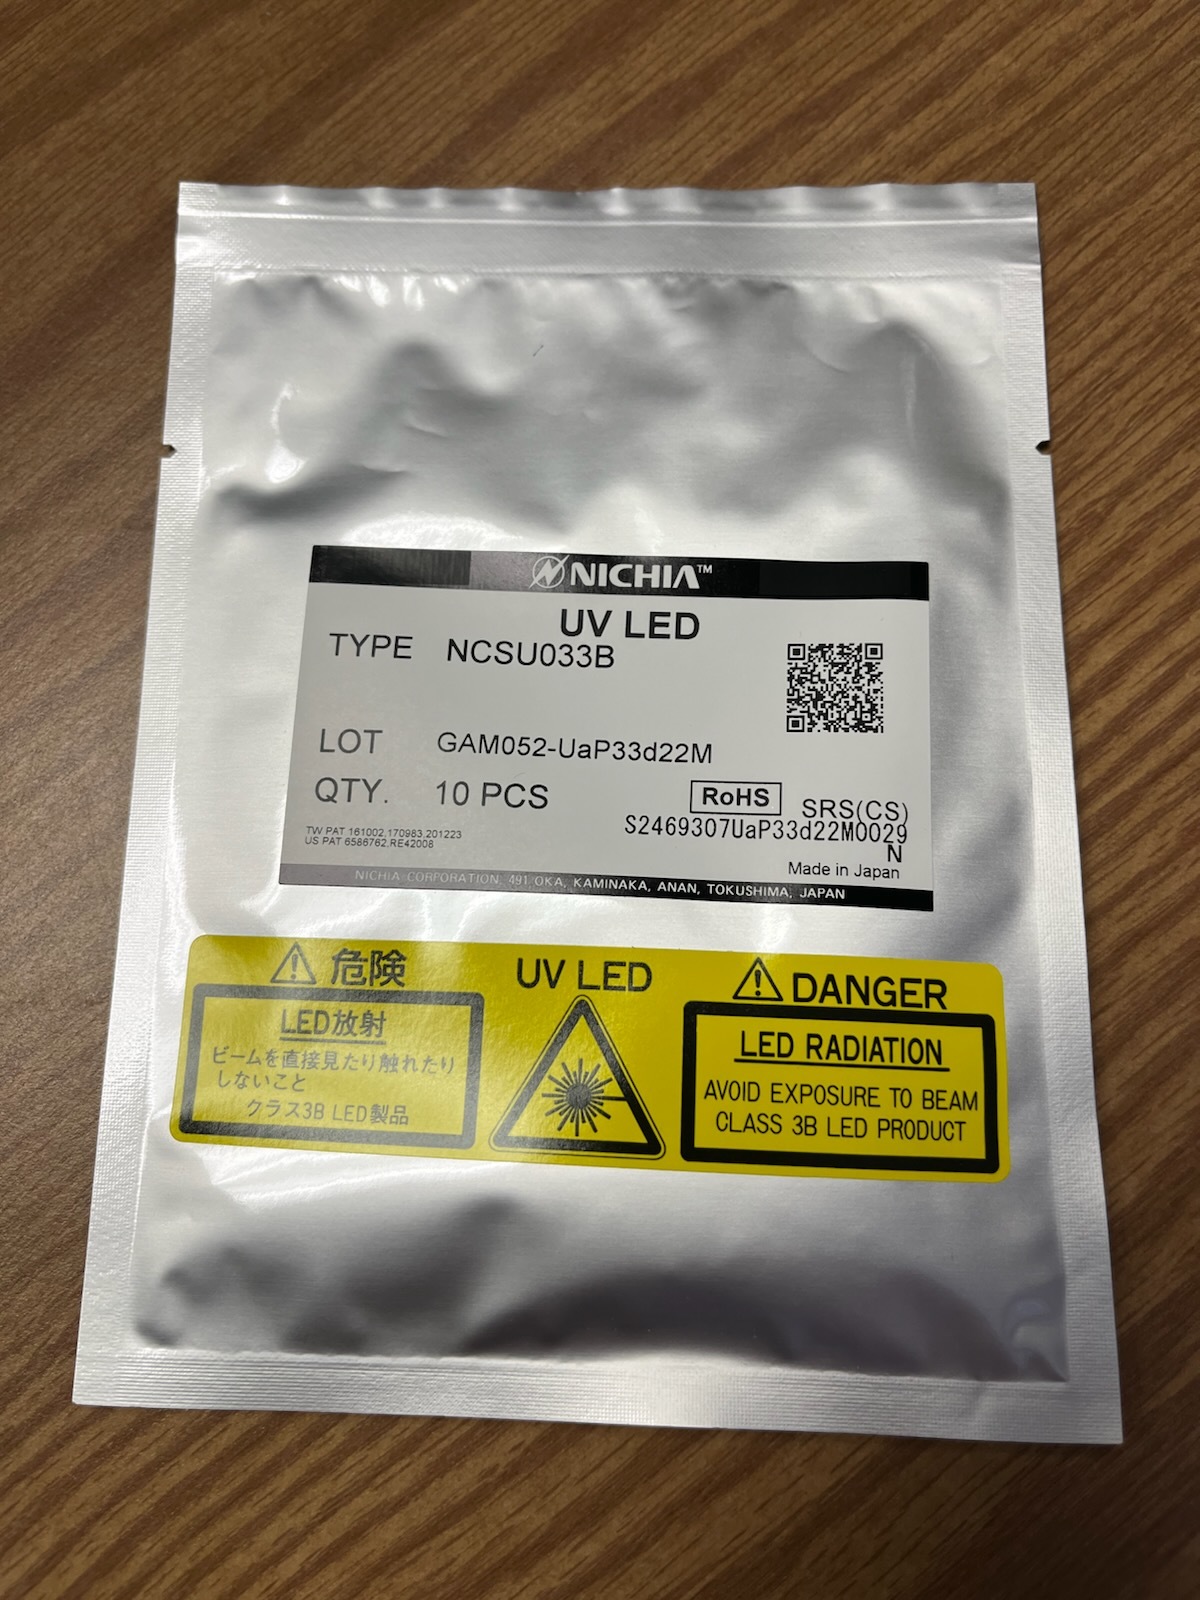 NICHIA™
UV LED
TYPE NCSU033B
LOT GAM052-UaP33d22M
QTY. 10 PCS
RoHS SRS(CS)
S2469307UaP33d22M0029
N
TW PAT 161002,170983,201223
US PAT 6586762,RE42008
Made in Japan
NICHIA CORPORATION, 491 OKA, KAMINAKA, ANAN, TOKUSHIMA, JAPAN
危険
LED放射
ビームを直接見たり触れたり
しないこと
クラス3B LED製品
UV LED
DANGER
LED RADIATION
AVOID EXPOSURE TO BEAM
CLASS 3B LED PRODUCT